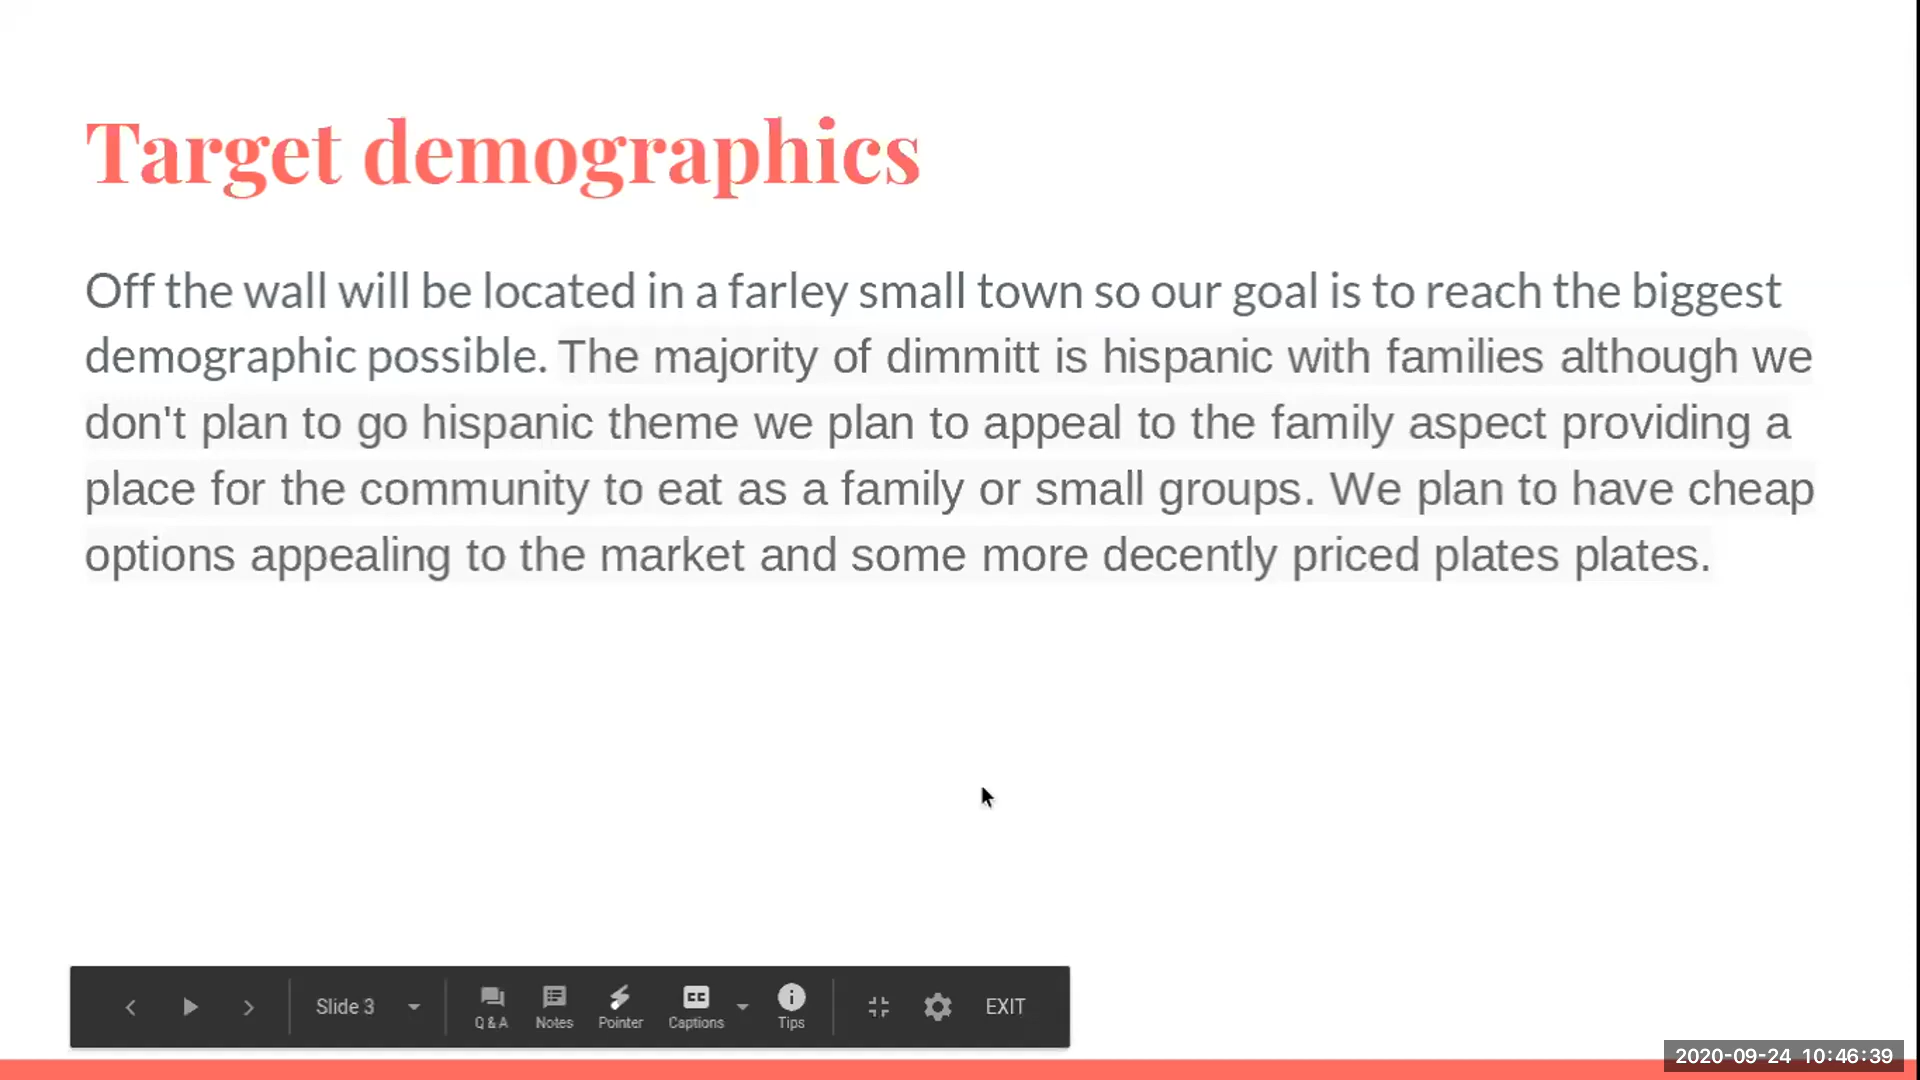 Target demographics
Off the wall will be located in a farley small town so our goal is to reach the biggest
demographic possible. The majority of dimmitt is hispanic with families although we
don't plan to go hispanic theme we plan to appeal to the family aspect providing a
place for the community to eat as a family or small groups. We plan to have cheap
options appealing to the market and some more decently priced plates plates.
Slide 3
Q & A
Notes
Pointer
CC
Captions
Tips
EXIT
2020-09-24 10:46:39